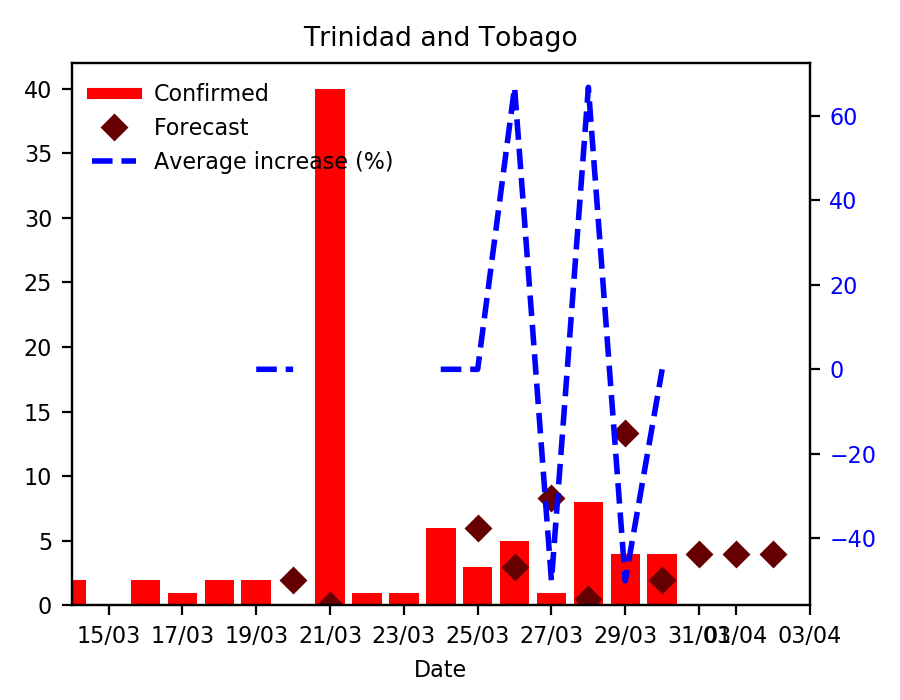 Trinidad and Tobago
Confirmed
Forecast
Average increase (%)
40
35
30
25
20
15
10
5
0
60
40
20
0
−20
−40
15/03 17/03 19/03 21/03 23/03 25/03 27/03 29/03 31/03 01/04 03/04
Date